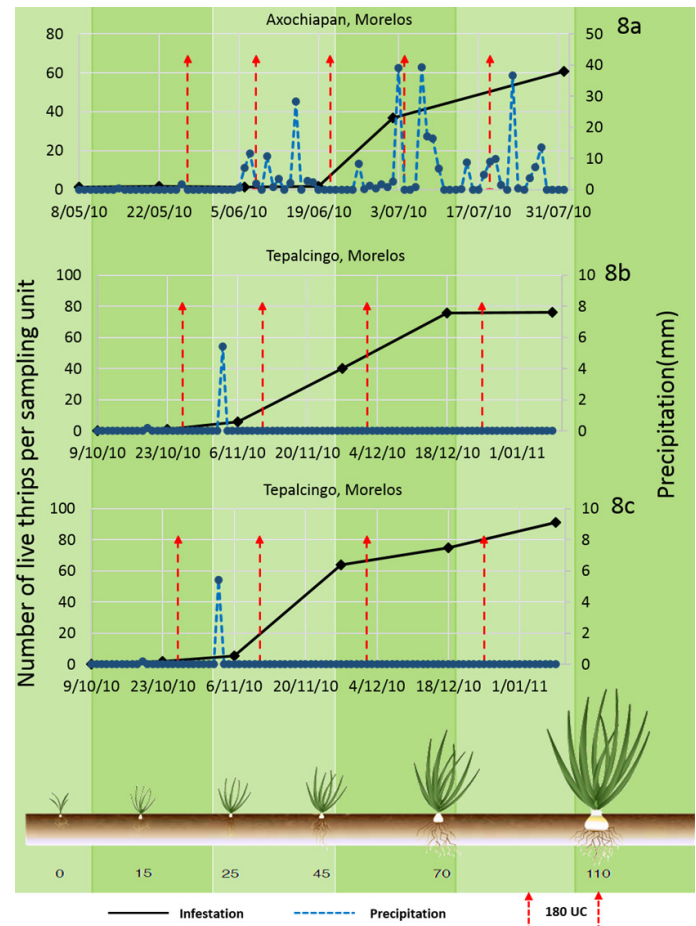 Axochiapan, Morelos
8a
80
60
40
20
0
50
40
30
20
10
0
8/05/10 22/05/10 5/06/10 19/06/10 3/07/10 17/07/10 31/07/10
Tepalcingo, Morelos
8b
100
80
60
40
20
0
10
8
6
4
2
0
9/10/10 23/10/10 6/11/10 20/11/10 4/12/10 18/12/10 1/01/11
Tepalcingo, Morelos
8c
100
80
60
40
20
0
10
8
6
4
2
0
9/10/10 23/10/10 6/11/10 20/11/10 4/12/10 18/12/10 1/01/11
Number of live thrips per sampling unit
Precipitation(mm)
0 15 25 45 70 110
Infestation Precipitation 180 UC